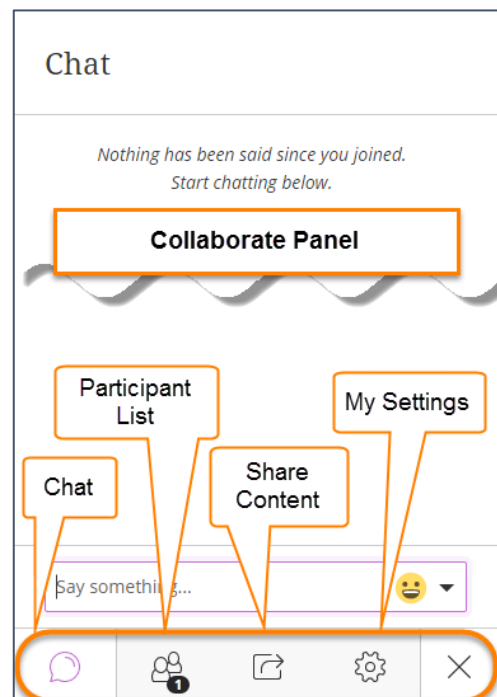 Chat
Nothing has been said since you joined.
Start chatting below.
Collaborate Panel
Participant
List
My Settings
Chat
Share
Content
Say something...
1